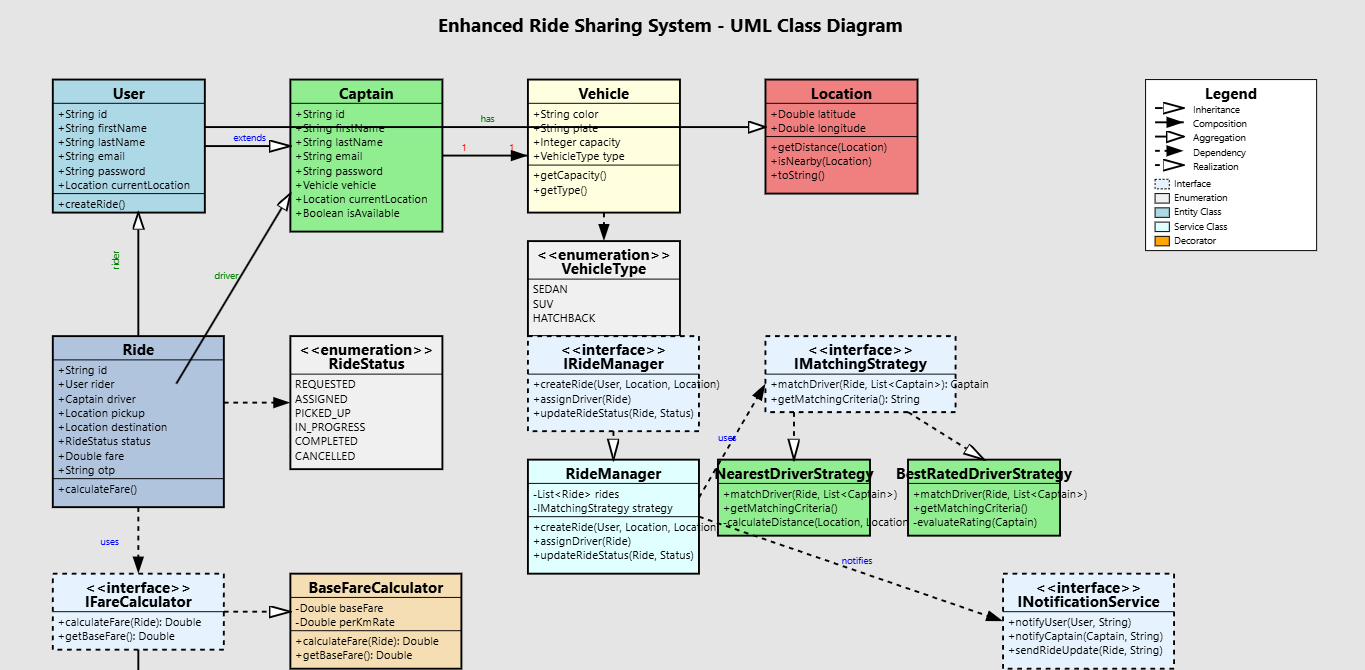 Enhanced Ride Sharing System - UML Class Diagram
User
+String id
+String firstName
+String lastName
+String email
+String password
+Location currentLocation
+createRide()
extends
has
Captain
+String id
+String firstName
+String lastName
+String email
+String password
+Vehicle vehicle
+Location currentLocation
+Boolean isAvailable
1
1
Vehicle
+String color
+String plate
+Integer capacity
+VehicleType type
+getCapacity()
+getType()
Location
+Double latitude
+Double longitude
+getDistance(Location)
+isNearby(Location)
+toString()
Legend
Inheritance
Composition
Aggregation
Dependency
Realization
Interface
Enumeration
Entity Class
Service Class
Decorator
rider
driver
<<enumeration>>
VehicleType
SEDAN
SUV
HATCHBACK
Ride
+String id
+User rider
+Captain driver
+Location pickup
+Location destination
+RideStatus status
+Double fare
+String otp
+calculateFare()
<<enumeration>>
RideStatus
REQUESTED
ASSIGNED
PICKED_UP
IN_PROGRESS
COMPLETED
CANCELLED
<<interface>>
IRideManager
+createRide(User, Location, Location)
+assignDriver(Ride)
+updateRideStatus(Ride, Status)
<<interface>>
IMatchingStrategy
+matchDriver(Ride, List<Captain>): Captain
+getMatchingCriteria(): String
uses
RideManager
-List<Ride> rides
-IMatchingStrategy strategy
+createRide(User, Location, Location)
+assignDriver(Ride)
+updateRideStatus(Ride, Status)
NearestDriverStrategy
+matchDriver(Ride, List<Captain>)
+getMatchingCriteria()
-calculateDistance(Location, Location
BestRatedDriverStrategy
+matchDriver(Ride, List<Captain>)
+getMatchingCriteria()
-evaluateRating(Captain)
uses
notifies
<<interface>>
IFareCalculator
+calculateFare(Ride): Double
+getBaseFare(): Double
BaseFareCalculator
-Double baseFare
-Double perKmRate
+calculateFare(Ride): Double
+getBaseFare(): Double
<<interface>>
INotificationService
+notifyUser(User, String)
+notifyCaptain(Captain, String)
+sendRideUpdate(Ride, String)